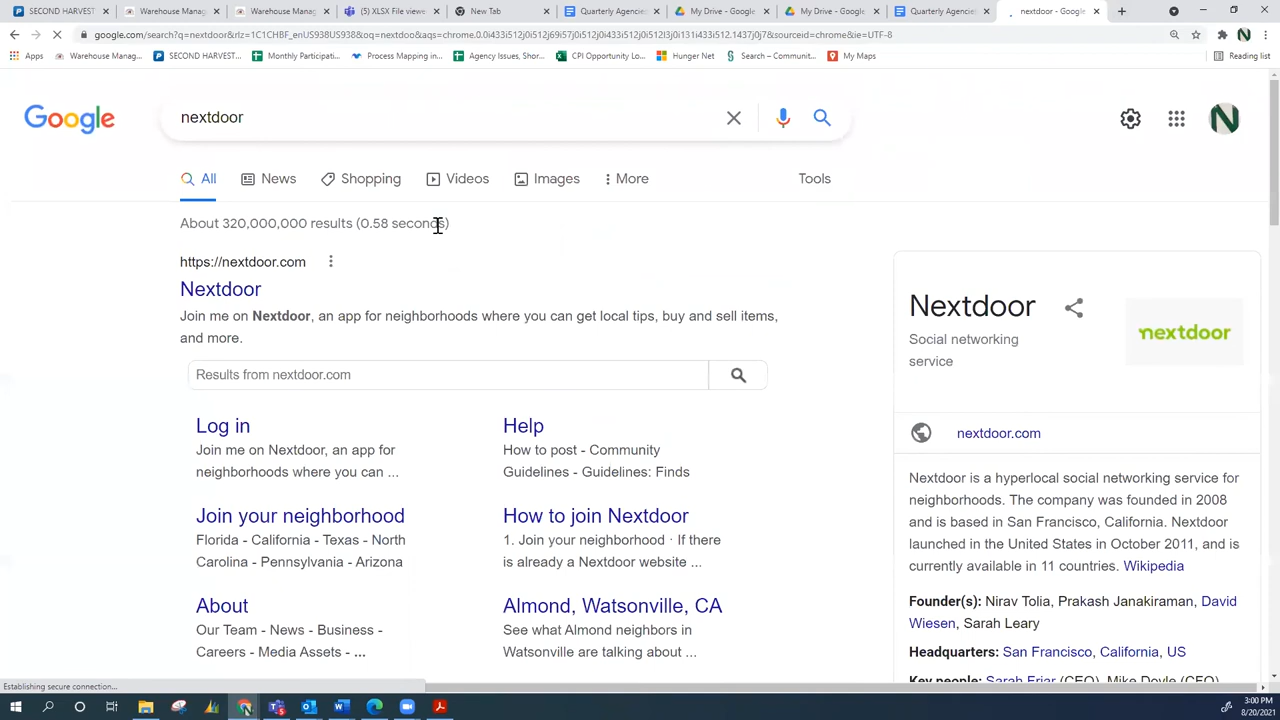 SECOND HARVEST
Warehouse Manag
Warehouse Manag
(5) XLSX File viewe
New Tab
Quarterly Agencie
My Drive - Google
My Drive - Google
Quarterly Agencie
nextdoor - Google
google.com/search?q=nextdoor&rlz=1C1CHBF_enUS938US938&oq=nextdoo&aqs=chrome.0.0i433i512j0i512j69i57j0i512j0i433i512j0i512l3j0i131i433i512.1437j0j7&sourceid=chrome&ie=UTF-8
Apps
Warehouse Manag...
SECOND HARVEST...
Monthly Participati...
Process Mapping in...
Agency Issues, Shor...
CPI Opportunity Lo...
Hunger Net
Search – Communit...
My Maps
Reading list
Google
nextdoor
N
All
News
Shopping
Videos
Images
More
Tools
About 320,000,000 results (0.58 seconds)
https://nextdoor.com
Nextdoor
Join me on Nextdoor, an app for neighborhoods where you can get local tips, buy and sell items,
and more.
Results from nextdoor.com
Log in
Join me on Nextdoor, an app for
neighborhoods where you can ...
Help
How to post - Community
Guidelines - Guidelines: Finds
Join your neighborhood
Florida - California - Texas - North
Carolina - Pennsylvania - Arizona
How to join Nextdoor
1. Join your neighborhood · If there
is already a Nextdoor website ...
About
Our Team - News - Business -
Careers - Media Assets - ...
Almond, Watsonville, CA
See what Almond neighbors in
Watsonville are talking about ...
Nextdoor
Social networking
service
nextdoor
nextdoor.com
Nextdoor is a hyperlocal social networking service for
neighborhoods. The company was founded in 2008
and is based in San Francisco, California. Nextdoor
launched in the United States in October 2011, and is
currently available in 11 countries. Wikipedia
Founder(s): Nirav Tolia, Prakash Janakiraman, David
Wiesen, Sarah Leary
Headquarters: San Francisco, California, US
Key people: Sarah Friar (CEO), Mike Doyle (CFO)
Establishing secure connection...
3:00 PM
8/20/2021